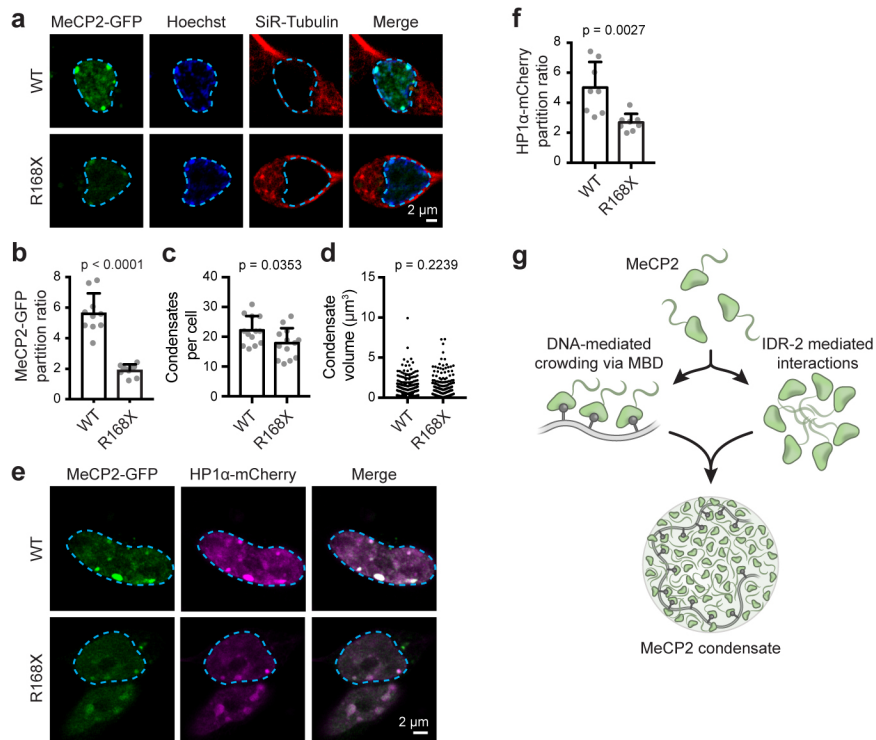 a
MeCP2-GFP Hoechst SiR-Tubulin Merge
WT
R168X
2 µm
b
p < 0.0001
MeCP2-GFP
partition ratio
8
6
4
2
0
WT
R168X
c
p = 0.0353
Condensates
per cell
40
30
20
10
0
WT
R168X
d
p = 0.2239
Condensate
volume (µm³)
15
10
5
0
WT
R168X
e
MeCP2-GFP HP1α-mCherry Merge
WT
R168X
2 µm
f
p = 0.0027
HP1α-mCherry
partition ratio
8
6
4
2
0
WT
R168X
g
MeCP2
DNA-mediated
crowding via MBD
IDR-2 mediated
interactions
MeCP2 condensate